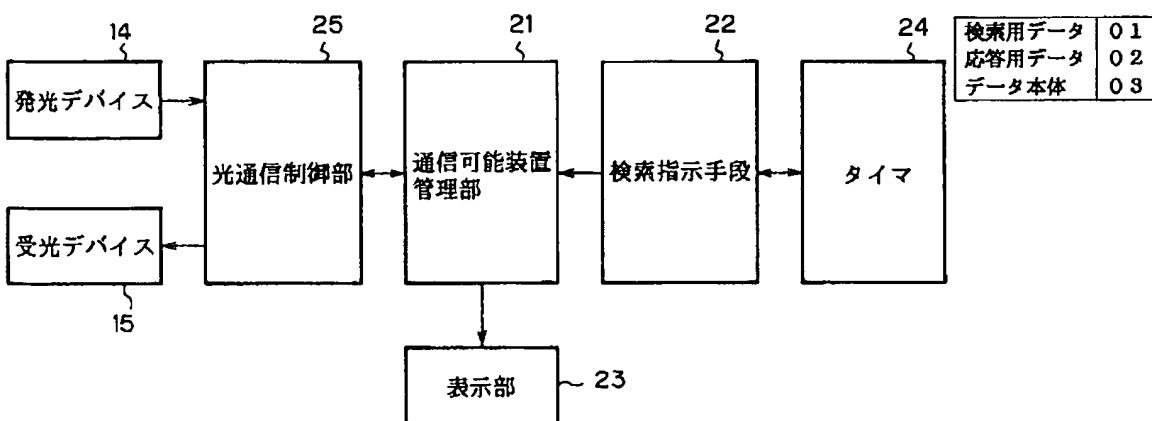 14
25
21
22
24
検索用データ 01
応答用データ 02
データ本体 03
発光デバイス
光通信制御部
通信可能装置
管理部
検索指示手段
タイマ
受光デバイス
15
表示部
23